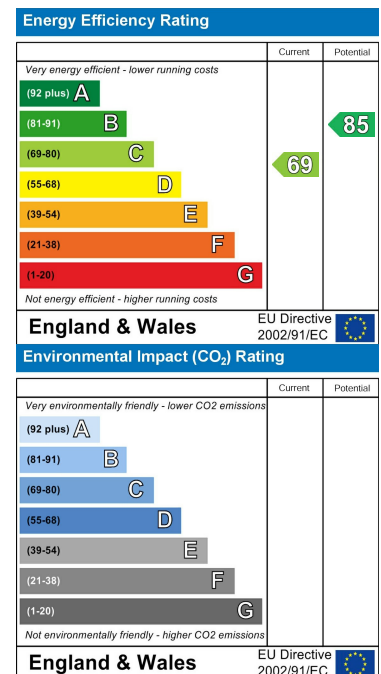 Energy Efficiency Rating
Current Potential
Very energy efficient - lower running costs
(92 plus) A
(81-91) B
85
(69-80) C
69
(55-68) D
(39-54) E
(21-38) F
(1-20) G
Not energy efficient - higher running costs
England & Wales
EU Directive
2002/91/EC
Environmental Impact (CO₂) Rating
Current Potential
Very environmentally friendly - lower CO2 emissions
(92 plus) A
(81-91) B
(69-80) C
(55-68) D
(39-54) E
(21-38) F
(1-20) G
Not environmentally friendly - higher CO2 emissions
England & Wales
EU Directive
2002/91/EC